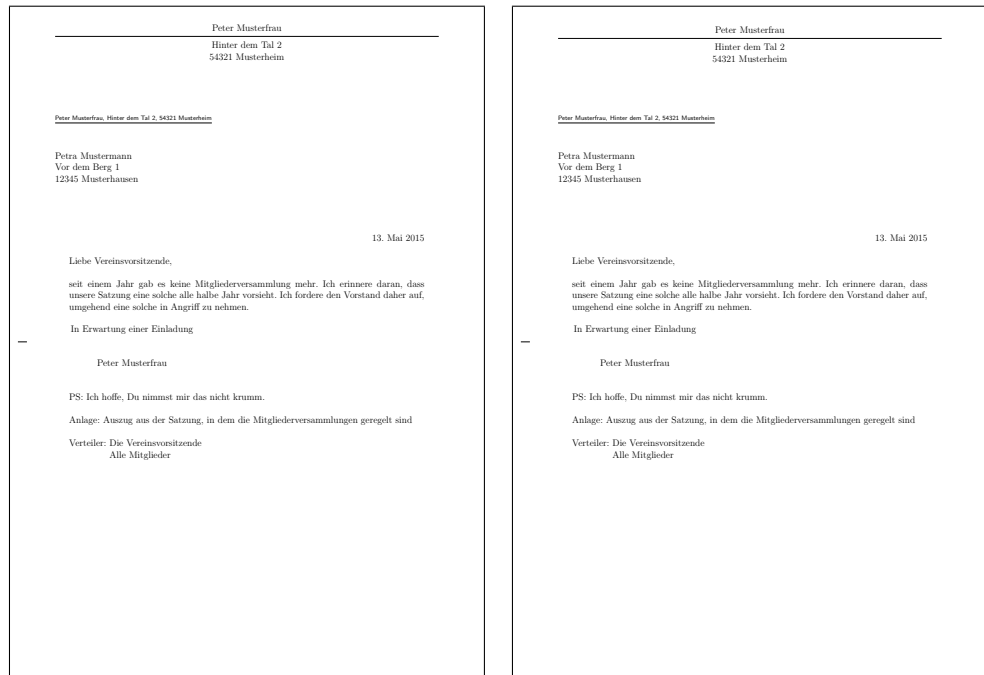 Peter Musterfrau
Hinter dem Tal 2
54321 Musterheim
Peter Musterfrau, Hinter dem Tal 2, 54321 Musterheim
Petra Mustermann
Vor dem Berg 1
12345 Musterhausen
13. Mai 2015
Liebe Vereinsvorsitzende,
seit einem Jahr gab es keine Mitgliederversammlung mehr. Ich erinnere daran, dass
unsere Satzung eine solche alle halbe Jahr vorsieht. Ich fordere den Vorstand daher auf,
umgehend eine solche in Angriff zu nehmen.
In Erwartung einer Einladung
Peter Musterfrau
PS: Ich hoffe, Du nimmst mir das nicht krumm.
Anlage: Auszug aus der Satzung, in dem die Mitgliederversammlungen geregelt sind
Verteiler: Die Vereinsvorsitzende
Alle Mitglieder
Peter Musterfrau
Hinter dem Tal 2
54321 Musterheim
Peter Musterfrau, Hinter dem Tal 2, 54321 Musterheim
Petra Mustermann
Vor dem Berg 1
12345 Musterhausen
13. Mai 2015
Liebe Vereinsvorsitzende,
seit einem Jahr gab es keine Mitgliederversammlung mehr. Ich erinnere daran, dass
unsere Satzung eine solche alle halbe Jahr vorsieht. Ich fordere den Vorstand daher auf,
umgehend eine solche in Angriff zu nehmen.
In Erwartung einer Einladung
Peter Musterfrau
PS: Ich hoffe, Du nimmst mir das nicht krumm.
Anlage: Auszug aus der Satzung, in dem die Mitgliederversammlungen geregelt sind
Verteiler: Die Vereinsvorsitzende
Alle Mitglieder